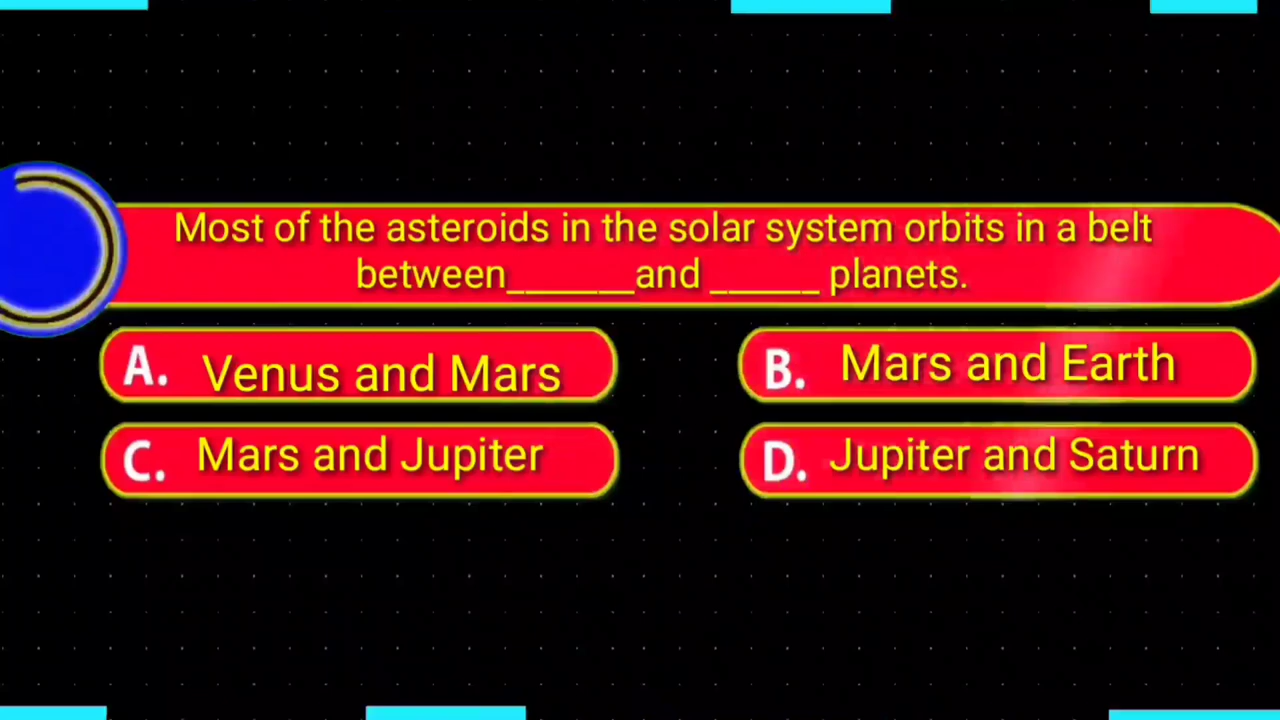 Most of the asteroids in the solar system orbits in a belt
between_______and ______ planets.
A. Venus and Mars
B. Mars and Earth
C. Mars and Jupiter
D. Jupiter and Saturn